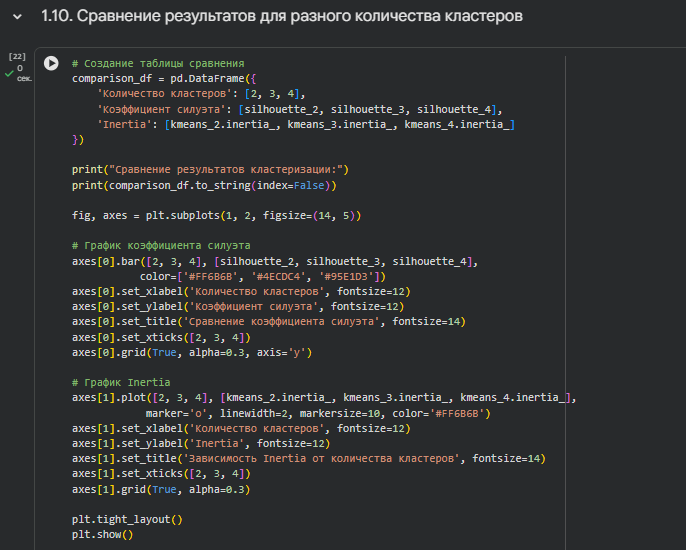 1.10. Сравнение результатов для разного количества кластеров
[22]
0
сек.
# Создание таблицы сравнения
comparison_df = pd.DataFrame({
    'Количество кластеров': [2, 3, 4],
    'Коэффициент силуэта': [silhouette_2, silhouette_3, silhouette_4],
    'Inertia': [kmeans_2.inertia_, kmeans_3.inertia_, kmeans_4.inertia_]
})

print("Сравнение результатов кластеризации:")
print(comparison_df.to_string(index=False))

fig, axes = plt.subplots(1, 2, figsize=(14, 5))

# График коэффициента силуэта
axes[0].bar([2, 3, 4], [silhouette_2, silhouette_3, silhouette_4],
            color=['#FF6B6B', '#4ECDC4', '#95E1D3'])
axes[0].set_xlabel('Количество кластеров', fontsize=12)
axes[0].set_ylabel('Коэффициент силуэта', fontsize=12)
axes[0].set_title('Сравнение коэффициента силуэта', fontsize=14)
axes[0].set_xticks([2, 3, 4])
axes[0].grid(True, alpha=0.3, axis='y')

# График Inertia
axes[1].plot([2, 3, 4], [kmeans_2.inertia_, kmeans_3.inertia_, kmeans_4.inertia_],
             marker='o', linewidth=2, markersize=10, color='#FF6B6B')
axes[1].set_xlabel('Количество кластеров', fontsize=12)
axes[1].set_ylabel('Inertia', fontsize=12)
axes[1].set_title('Зависимость Inertia от количества кластеров', fontsize=14)
axes[1].set_xticks([2, 3, 4])
axes[1].grid(True, alpha=0.3)

plt.tight_layout()
plt.show()